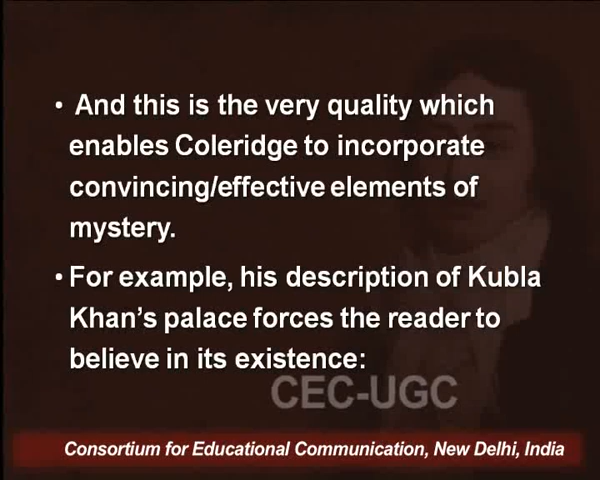 • And this is the very quality which
enables Coleridge to incorporate
convincing/effective elements of
mystery.
• For example, his description of Kubla
Khan's palace forces the reader to
believe in its existence:
CEC-UGC
Consortium for Educational Communication, New Delhi, India